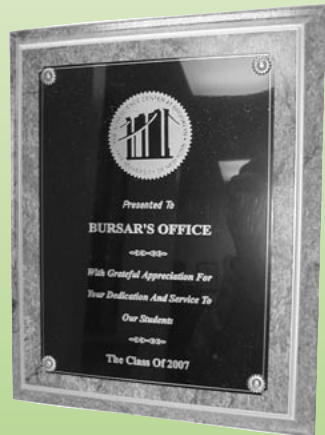 Presented To
BURSAR'S OFFICE
With Grateful Appreciation For
Your Dedication And Service To
Our Students
The Class Of 2007